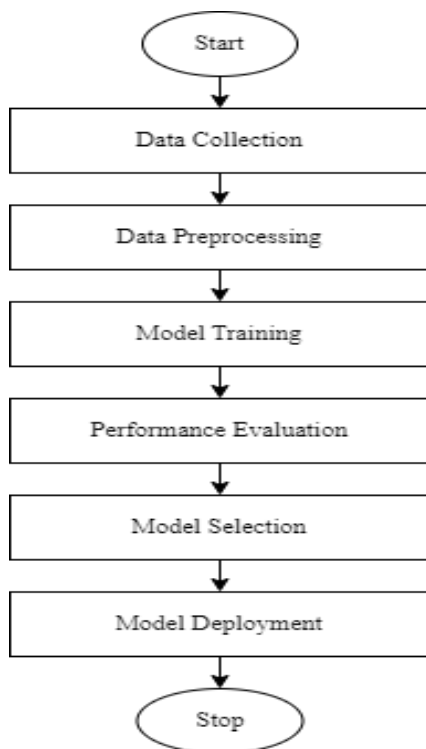 Start
Data Collection
Data Preprocessing
Model Training
Performance Evaluation
Model Selection
Model Deployment
Stop